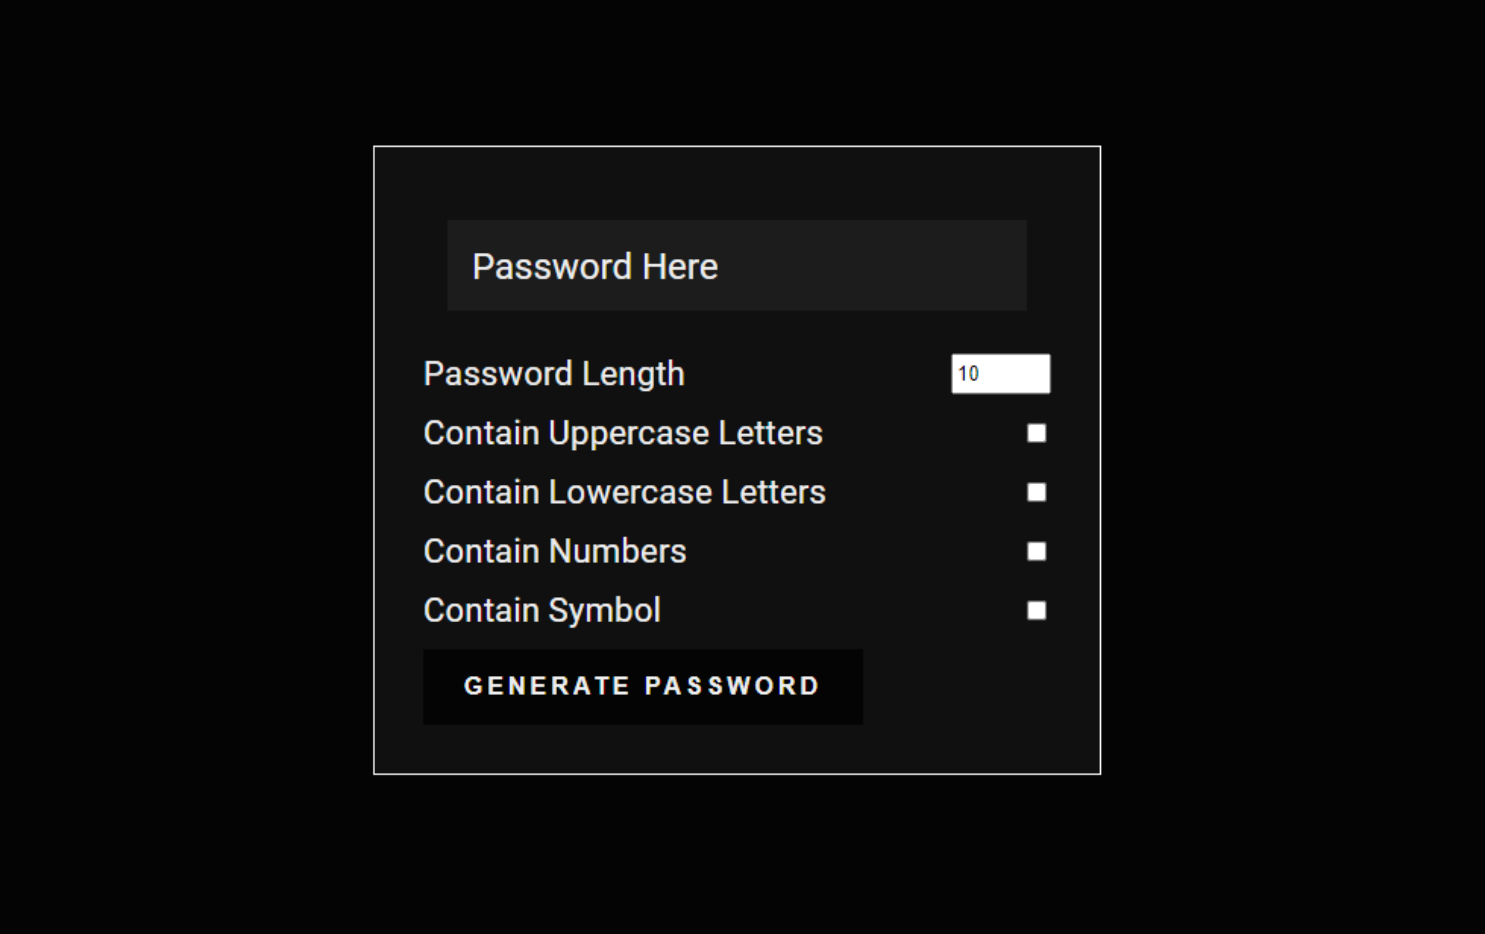 Password Here
Password Length 10
Contain Uppercase Letters
Contain Lowercase Letters
Contain Numbers
Contain Symbol
GENERATE PASSWORD